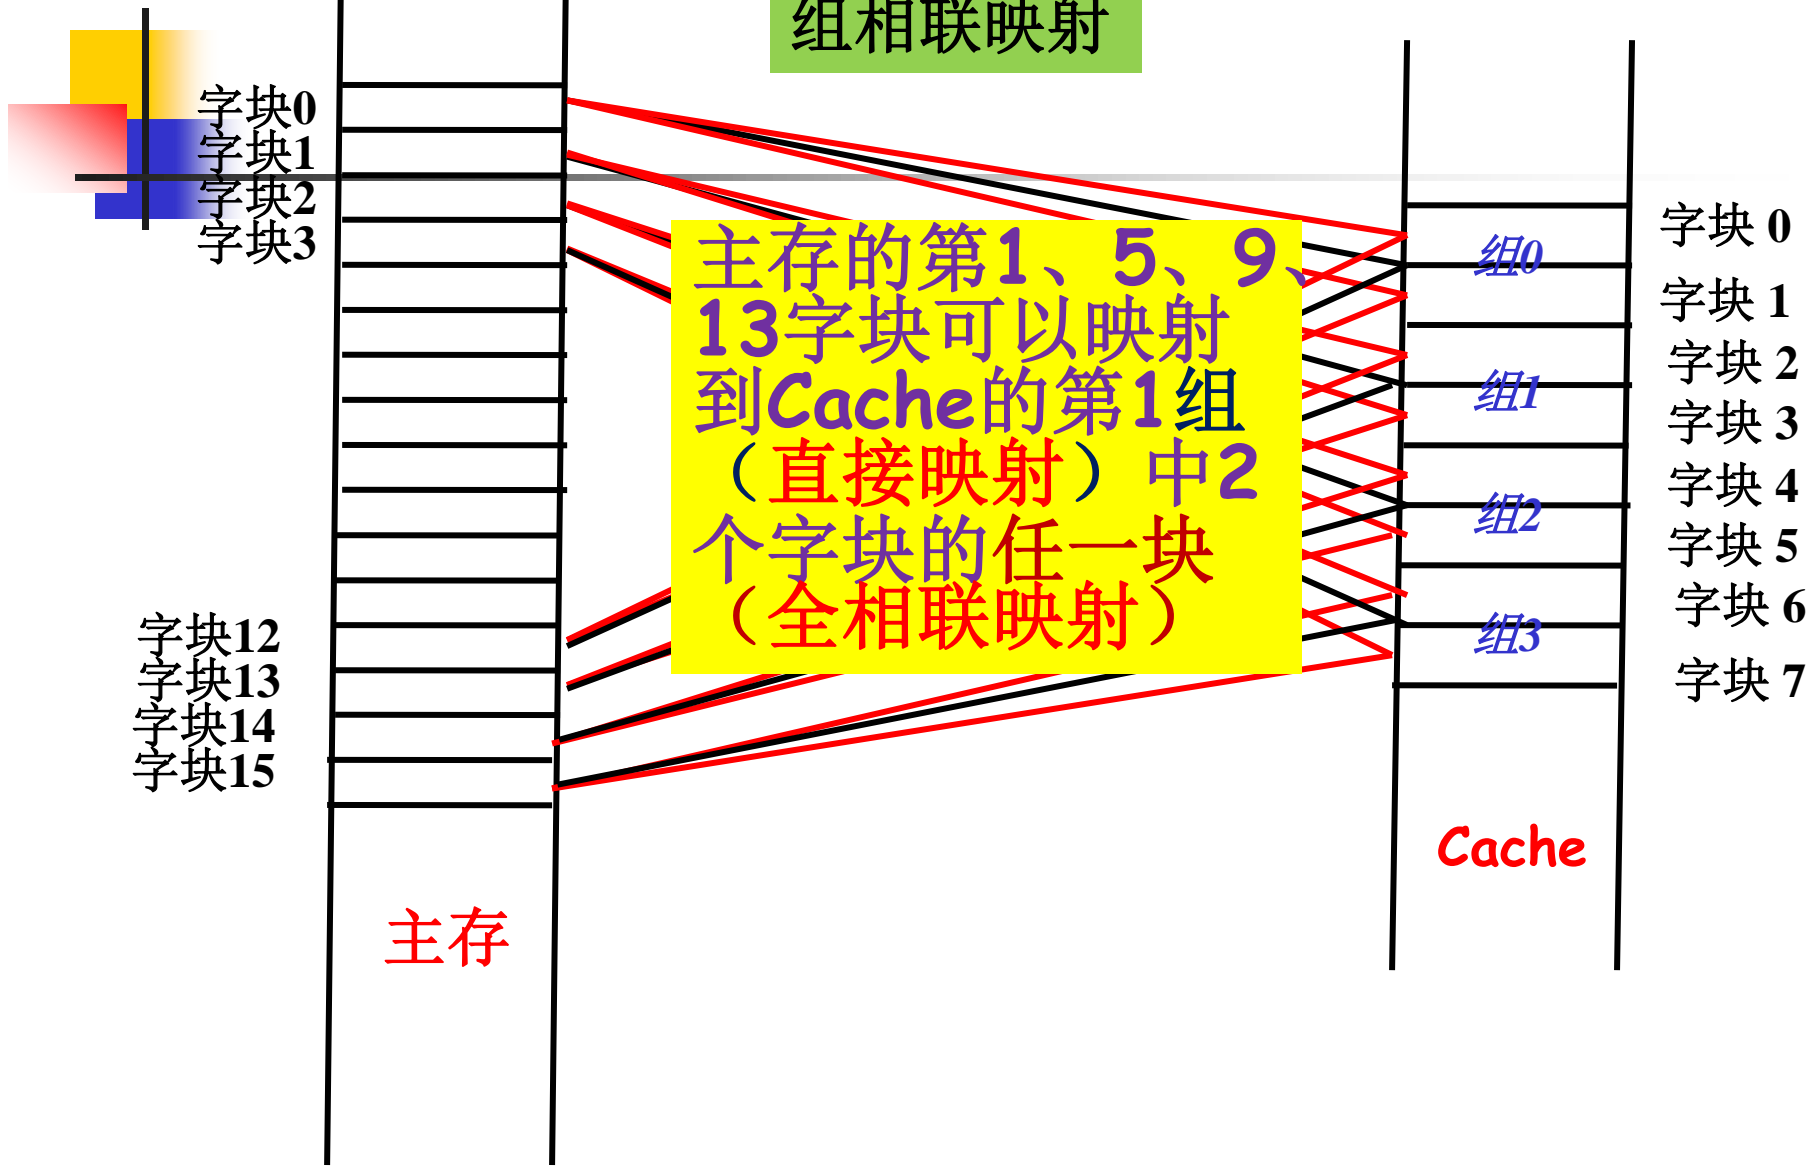 组相联映射
字块0
字块1
字块2
字块3
字块12
字块13
字块14
字块15
主存
主存的第1、5、9、
13字块可以映射
到Cache的第1组
（直接映射）中2
个字块的任一块
（全相联映射）
组0
组1
组2
组3
字块 0
字块 1
字块 2
字块 3
字块 4
字块 5
字块 6
字块 7
Cache